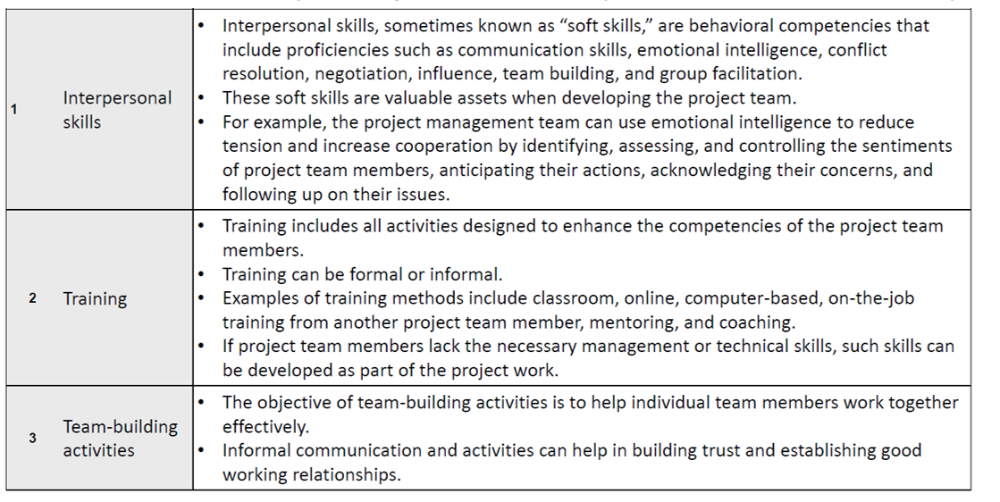 1
Interpersonal
skills
• Interpersonal skills, sometimes known as “soft skills,” are behavioral competencies that
include proficiencies such as communication skills, emotional intelligence, conflict
resolution, negotiation, influence, team building, and group facilitation.
• These soft skills are valuable assets when developing the project team.
• For example, the project management team can use emotional intelligence to reduce
tension and increase cooperation by identifying, assessing, and controlling the sentiments
of project team members, anticipating their actions, acknowledging their concerns, and
following up on their issues.
2
Training
• Training includes all activities designed to enhance the competencies of the project team
members.
• Training can be formal or informal.
• Examples of training methods include classroom, online, computer-based, on-the-job
training from another project team member, mentoring, and coaching.
• If project team members lack the necessary management or technical skills, such skills can
be developed as part of the project work.
3
Team-building
activities
• The objective of team-building activities is to help individual team members work together
effectively.
• Informal communication and activities can help in building trust and establishing good
working relationships.